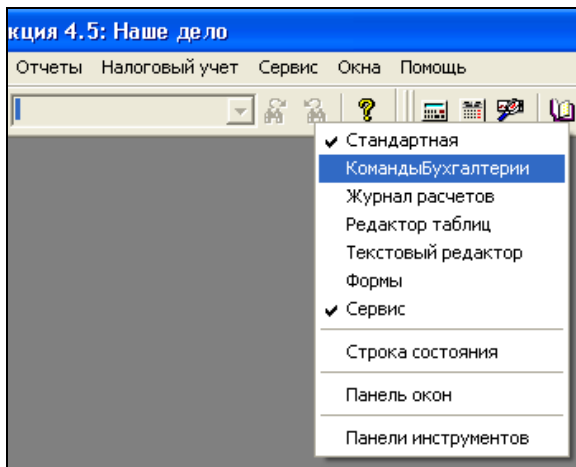 кция 4.5: Наше дело
Отчеты Налоговый учет Сервис Окна Помощь
Стандартная
КомандыБухгалтерии
Журнал расчетов
Редактор таблиц
Текстовый редактор
Формы
Сервис
Строка состояния
Панель окон
Панели инструментов